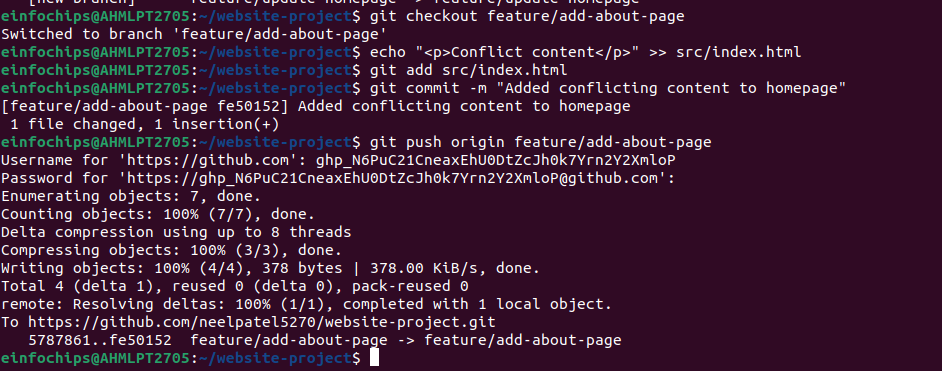 [new branch]      feature/update-homepage -> feature/update-homepage
einfochips@AHMLPT2705:~/website-project$ git checkout feature/add-about-page
Switched to branch 'feature/add-about-page'
einfochips@AHMLPT2705:~/website-project$ echo "<p>Conflict content</p>" >> src/index.html
einfochips@AHMLPT2705:~/website-project$ git add src/index.html
einfochips@AHMLPT2705:~/website-project$ git commit -m "Added conflicting content to homepage"
[feature/add-about-page fe50152] Added conflicting content to homepage
 1 file changed, 1 insertion(+)
einfochips@AHMLPT2705:~/website-project$ git push origin feature/add-about-page
Username for 'https://github.com': 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
Password for 'https://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@github.com':
Enumerating objects: 7, done.
Counting objects: 100% (7/7), done.
Delta compression using up to 8 threads
Compressing objects: 100% (3/3), done.
Writing objects: 100% (4/4), 378 bytes | 378.00 KiB/s, done.
Total 4 (delta 1), reused 0 (delta 0), pack-reused 0
remote: Resolving deltas: 100% (1/1), completed with 1 local object.
To https://github.com/neelpatel5270/website-project.git
   5787861..fe50152  feature/add-about-page -> feature/add-about-page
einfochips@AHMLPT2705:~/website-project$